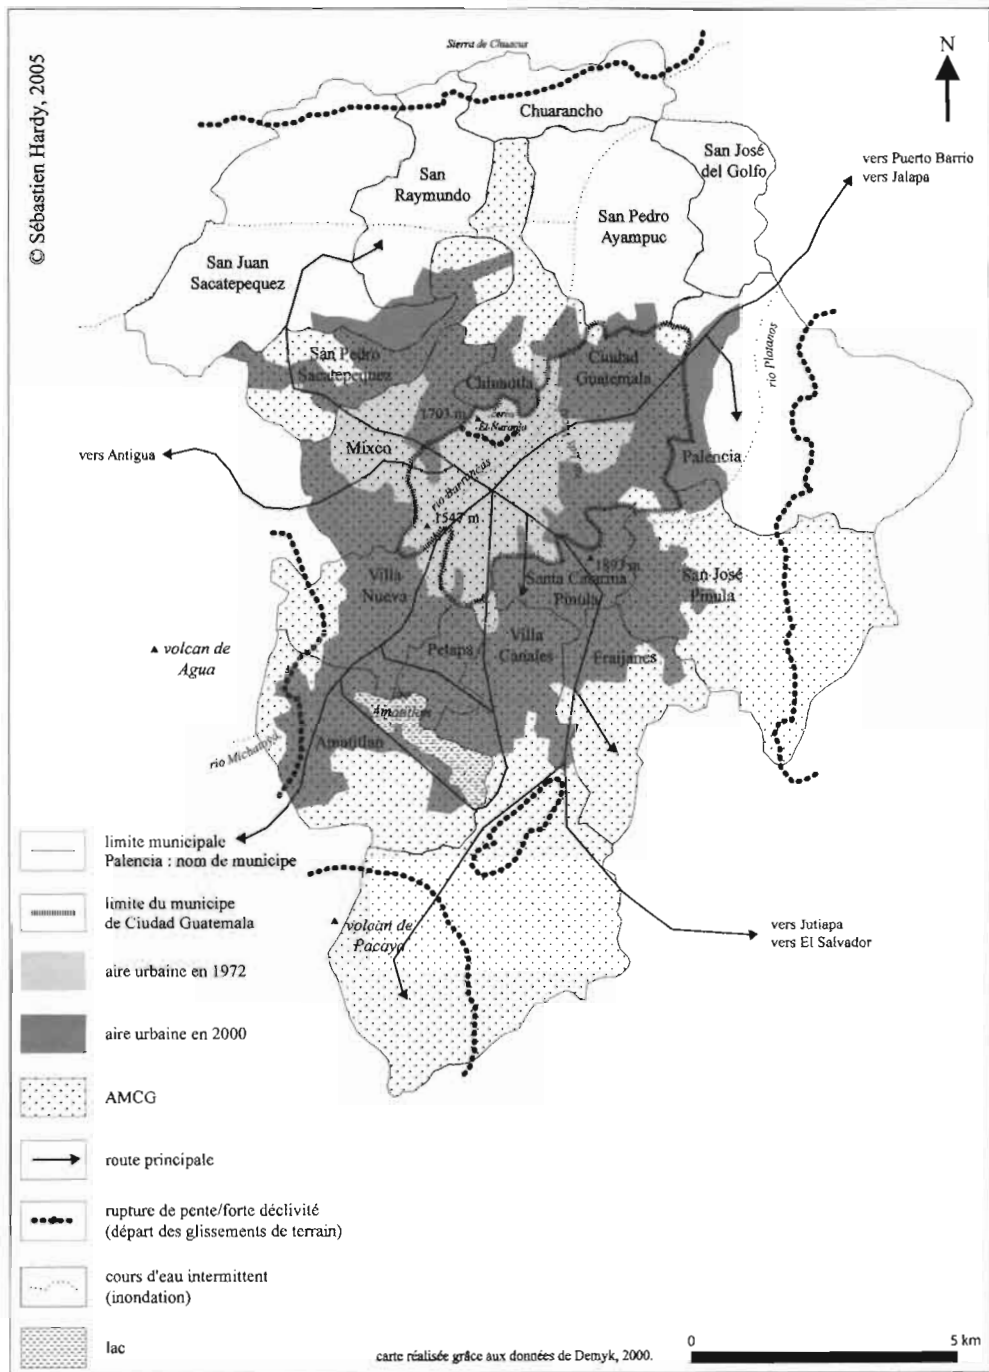 Sierra de Chuacus
N
© Sébastien Hardy, 2005
Chuarancho
San
Raymundo
San José
del Golfo
vers Puerto Barrio
vers Jalapa
San Pedro
Ayampuc
San Juan
Sacatepequez
rio Platanos
San Pedro
Sacatepequez
Chinautla
Ciudad
Guatemala
1703 m
cerro
El Naranjo
Mixco
vers Antigua
Palencia
rio Barrancas
1547 m
1893 m
Villa
Nueva
Santa Catarina
Pinula
San José
Pinula
Petapa
Villa
Canales
Fraijanes
volcan de
Agua
Lac
Amatitlan
Amatitlan
rio Michatoya
limite municipale
Palencia : nom de municipe
limite du municipe
de Ciudad Guatemala
volcan de
Pacaya
vers Jutiapa
vers El Salvador
aire urbaine en 1972
aire urbaine en 2000
AMCG
route principale
rupture de pente/forte déclivité
(départ des glissements de terrain)
cours d'eau intermittent
(inondation)
lac
carte réalisée grâce aux données de Demyk, 2000.
0
5 km